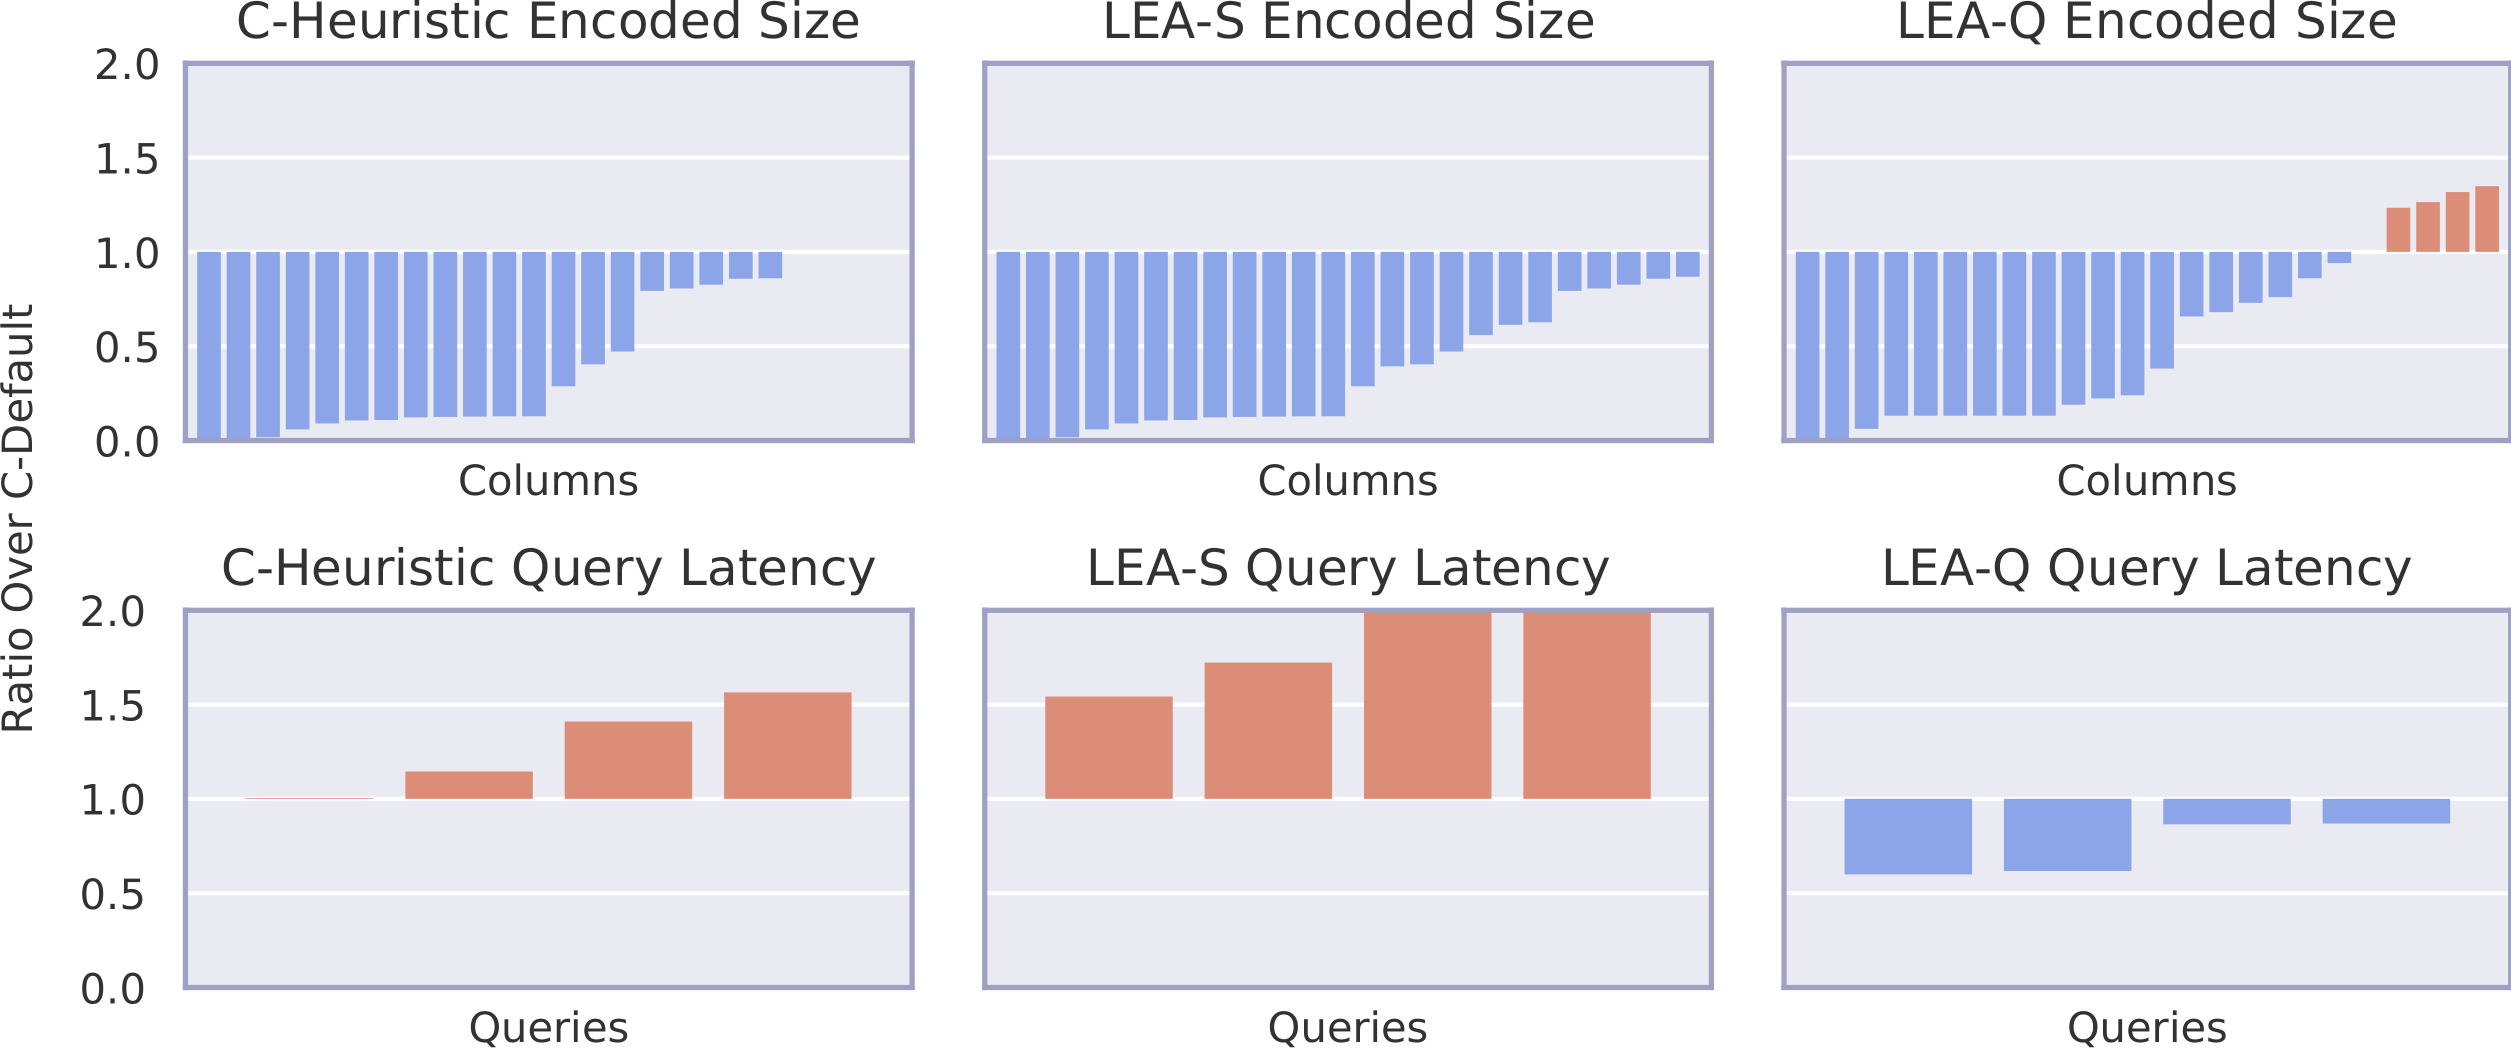 C-Heuristic Encoded Size
LEA-S Encoded Size
LEA-Q Encoded Size
2.0
1.5
1.0
0.5
0.0
Columns
Columns
Columns
Ratio Over C-Default
C-Heuristic Query Latency
LEA-S Query Latency
LEA-Q Query Latency
2.0
1.5
1.0
0.5
0.0
Queries
Queries
Queries